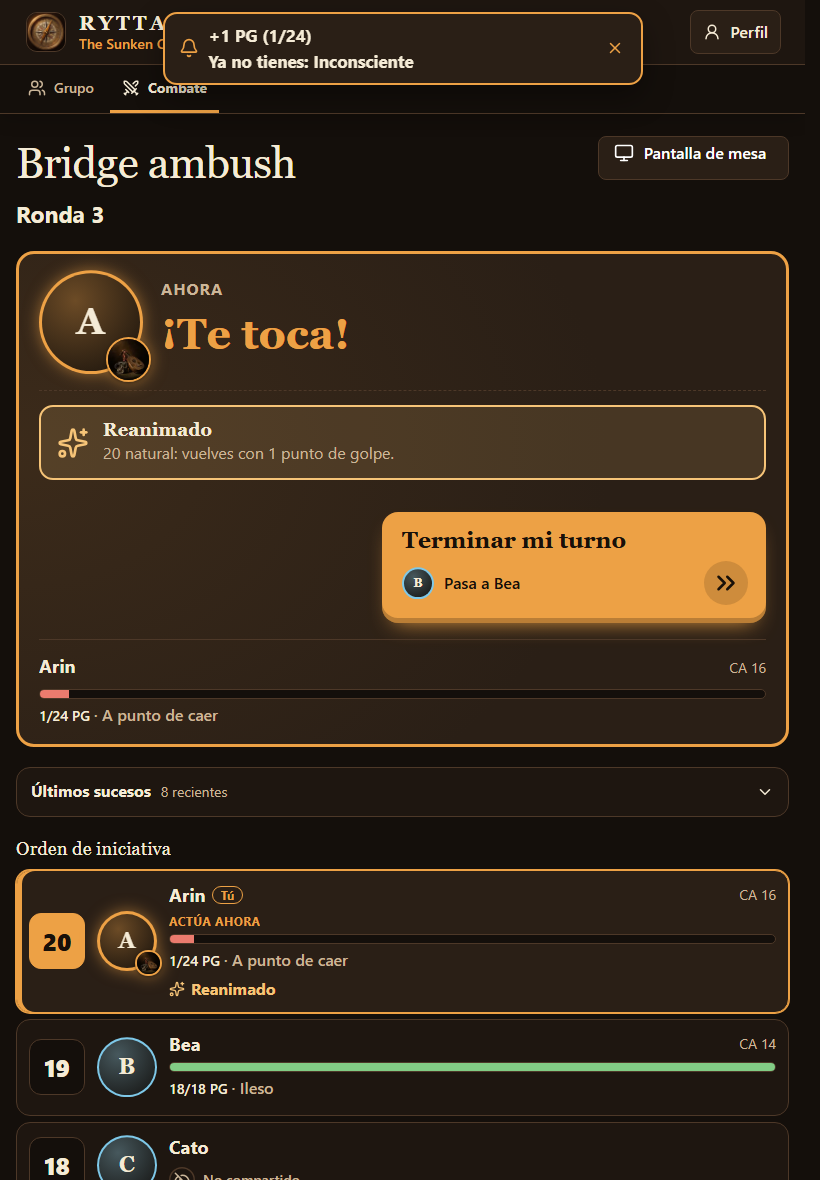 RYTTA
The Sunken C
+1 PG (1/24)
Ya no tienes: Inconsciente
Perfil
Grupo
Combate
Bridge ambush
Pantalla de mesa
Ronda 3
A
AHORA
¡Te toca!
Reanimado
20 natural: vuelves con 1 punto de golpe.
Terminar mi turno
B
Pasa a Bea
Arin
CA 16
1/24 PG · A punto de caer
Últimos sucesos 8 recientes
Orden de iniciativa
20
A
Arin Tú
CA 16
ACTÚA AHORA
1/24 PG · A punto de caer
Reanimado
19
B
Bea
CA 14
18/18 PG · Ileso
18
C
Cato
No compartido